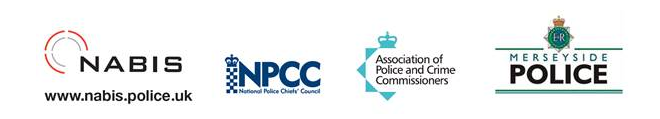 NABIS
www.nabis.police.uk
NPCC
National Police Chiefs' Council
Association of
Police and Crime
Commissioners
E R
MERSEYSIDE
POLICE